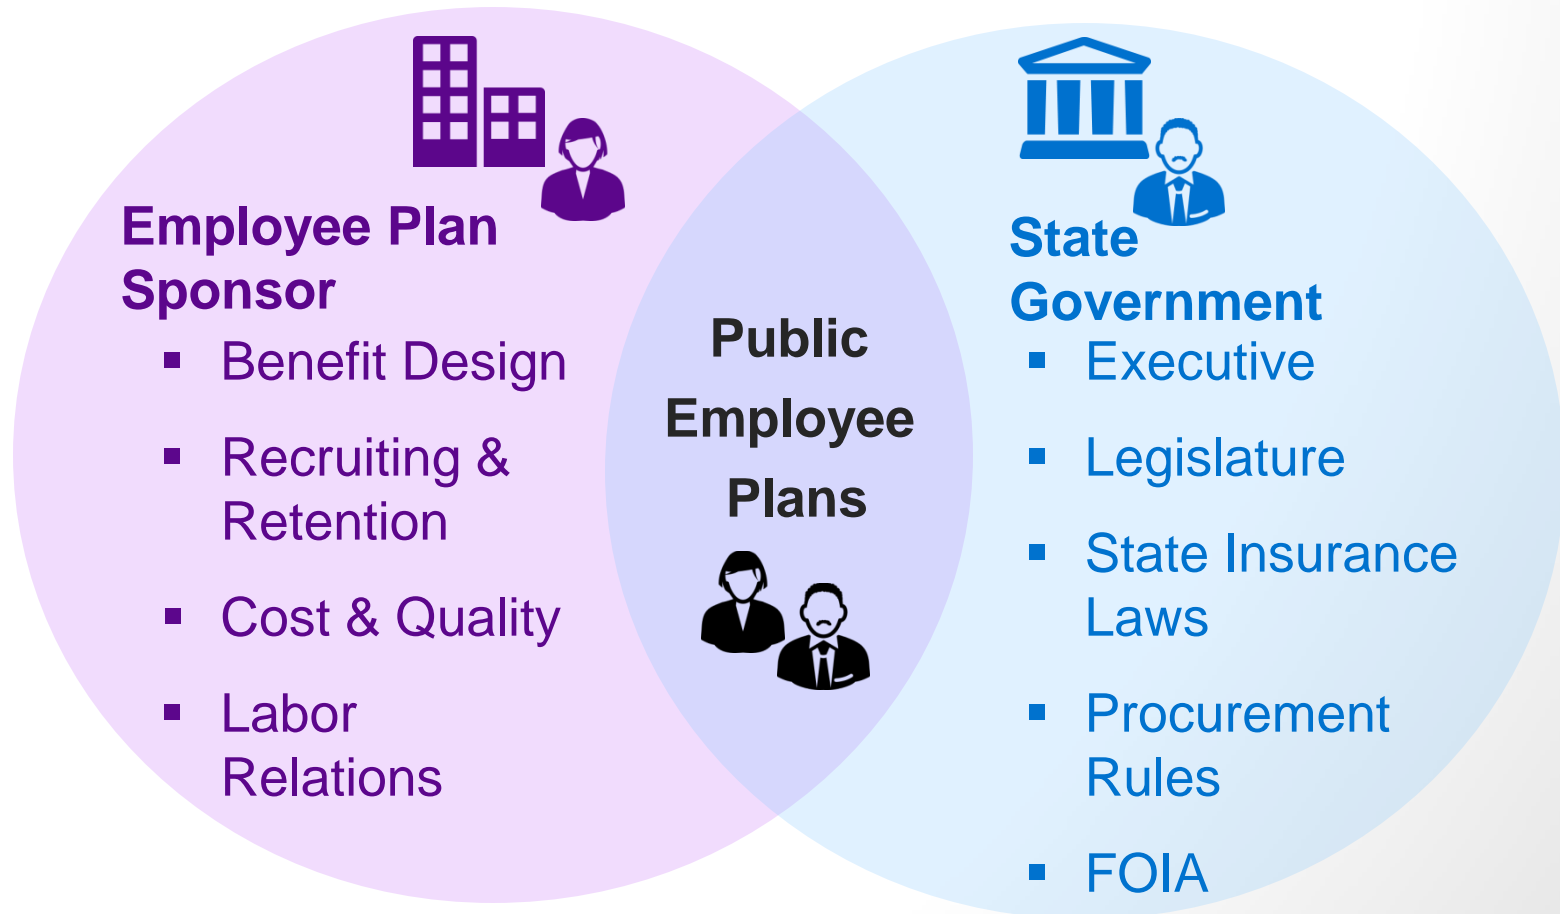 Employee Plan
Sponsor
▪ Benefit Design
▪ Recruiting &
Retention
▪ Cost & Quality
▪ Labor
Relations
Public
Employee
Plans
State
Government
▪ Executive
▪ Legislature
▪ State Insurance
Laws
▪ Procurement
Rules
▪ FOIA